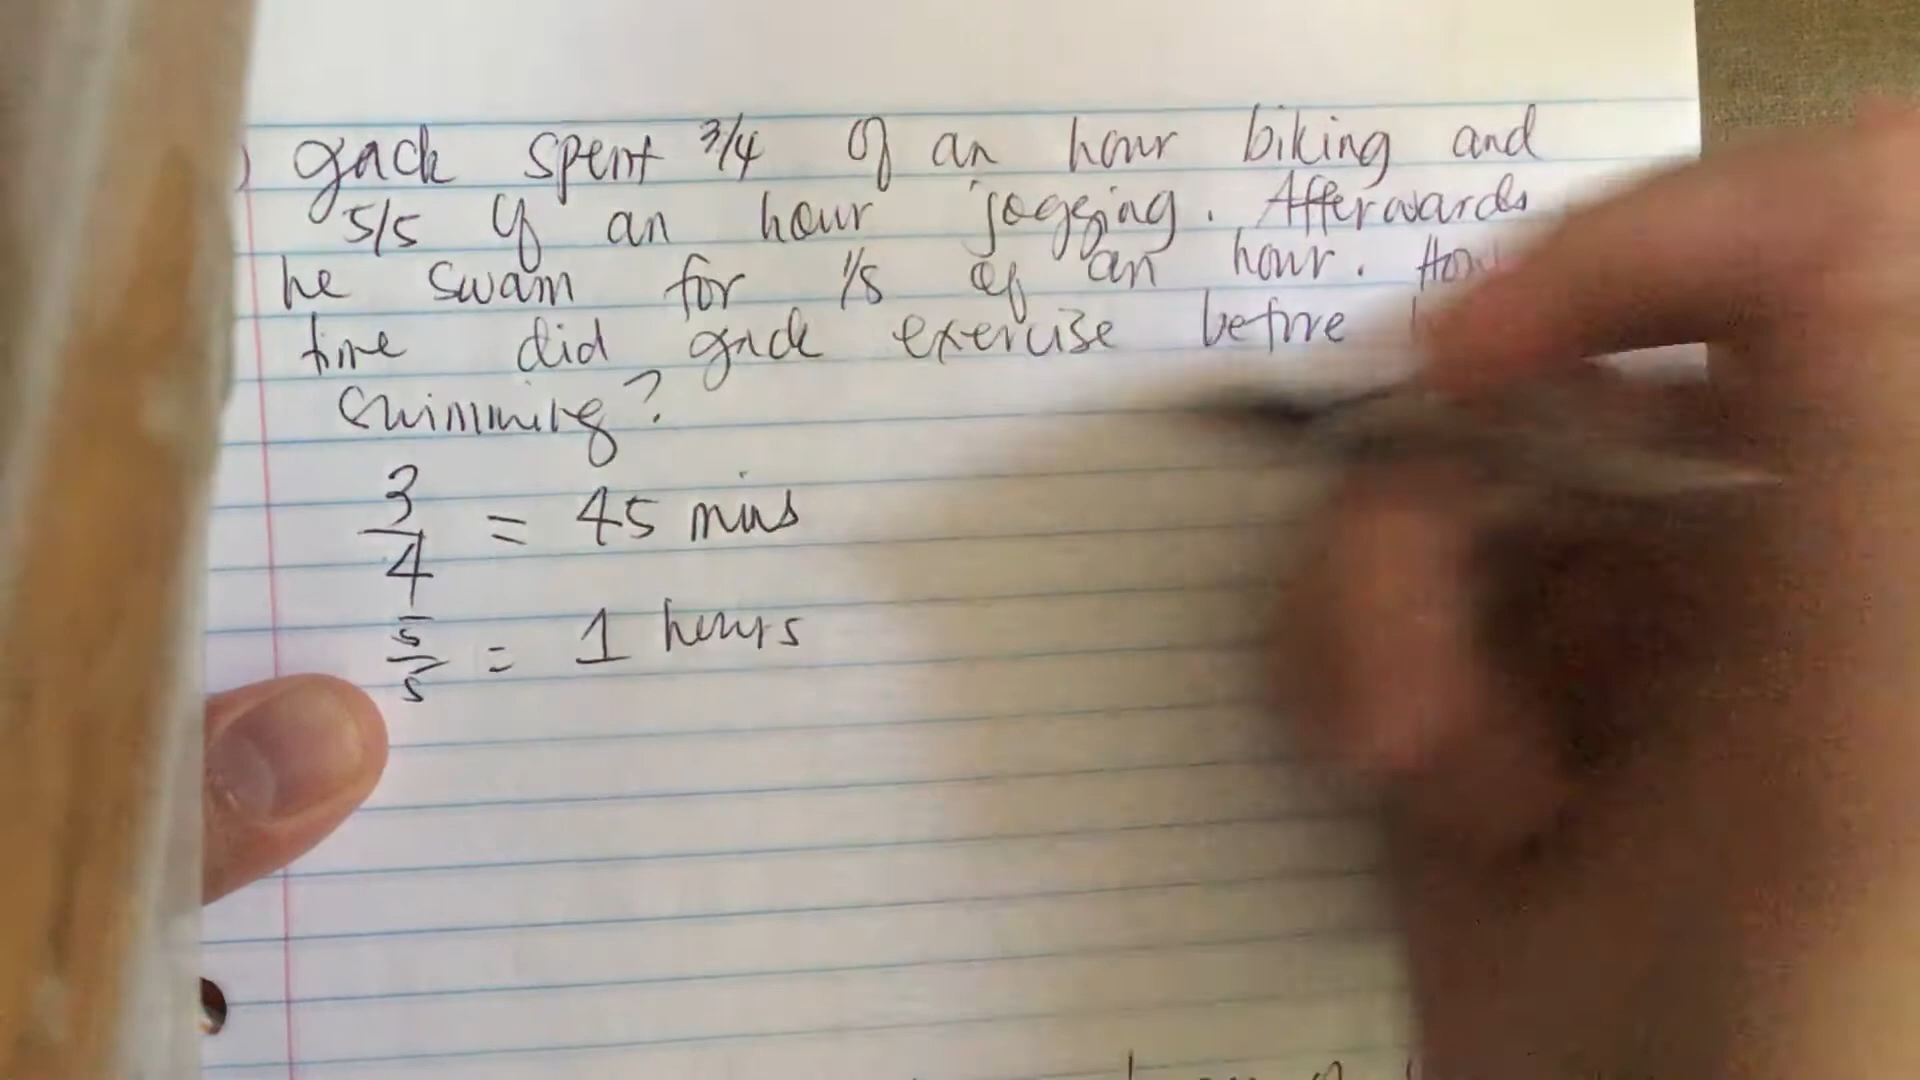 Jack spent 3/4 of an hour biking and
5/5 of an hour jogging. Afterwards
he swam for 1/5 of an hour.
time did Jack exercise before
swimming?
3/4 = 45 mins
5/5 = 1 hours